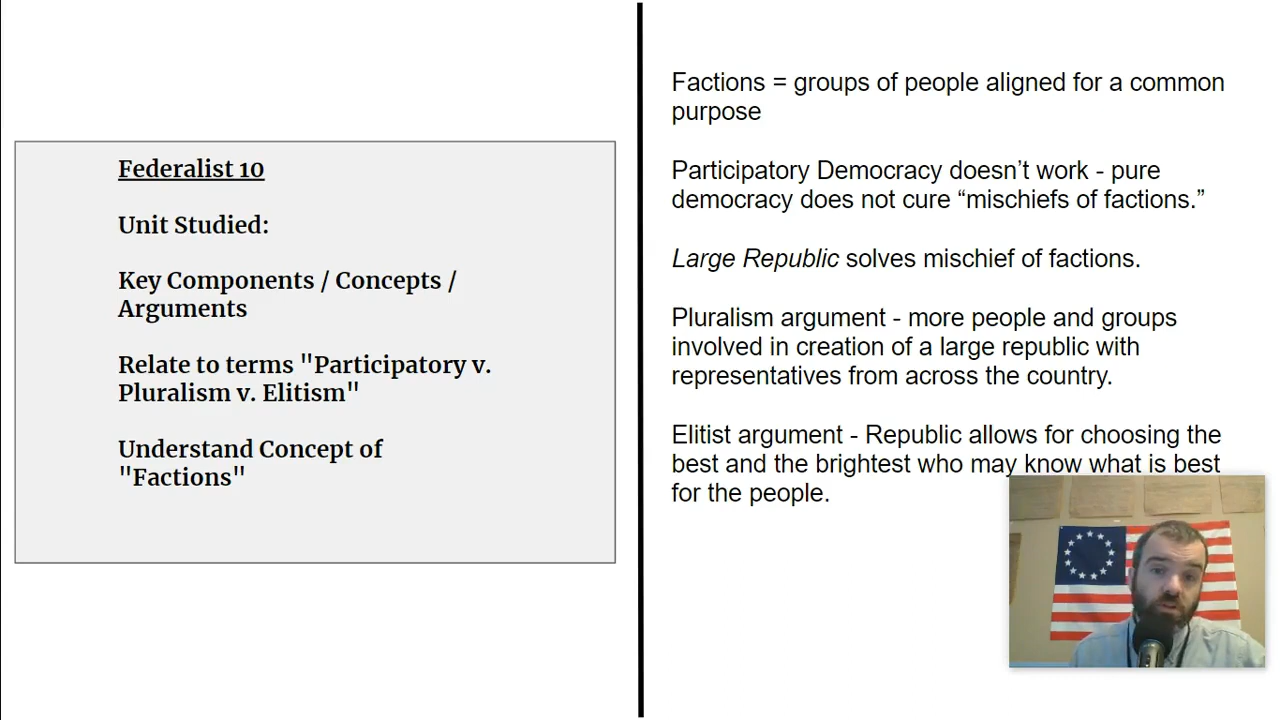 Federalist 10
Unit Studied:
Key Components / Concepts /
Arguments
Relate to terms "Participatory v.
Pluralism v. Elitism"
Understand Concept of
"Factions"
Factions = groups of people aligned for a common
purpose
Participatory Democracy doesn’t work - pure
democracy does not cure “mischiefs of factions.”
Large Republic solves mischief of factions.
Pluralism argument - more people and groups
involved in creation of a large republic with
representatives from across the country.
Elitist argument - Republic allows for choosing the
best and the brightest who may know what is best
for the people.